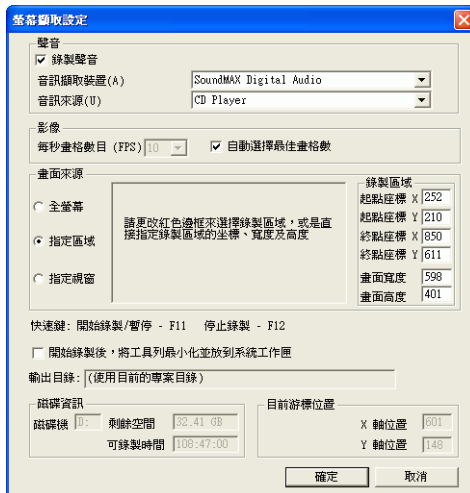 螢幕擷取設定
聲音
錄製聲音
音訊擷取裝置(A) SoundMAX Digital Audio
音訊來源(U) CD Player
影像
每秒畫格數目 (FPS) 10 自動選擇最佳畫格數
畫面來源
全螢幕
指定區域
指定視窗
請更改紅色邊框來選擇錄製區域，或是直
接指定錄製區域的坐標、寬度及高度
錄製區域
起點座標 X 252
起點座標 Y 210
終點座標 X 850
終點座標 Y 611
畫面寬度 598
畫面高度 401
快速鍵: 開始錄製/暫停 - F11 停止錄製 - F12
開始錄製後，將工具列最小化並放到系統工作匣
輸出目錄: (使用目前的專案目錄)
磁碟資訊
磁碟機 D: 剩餘空間 32.41 GB
可錄製時間 108:47:00
目前游標位置
X 軸位置 601
Y 軸位置 148
確定 取消